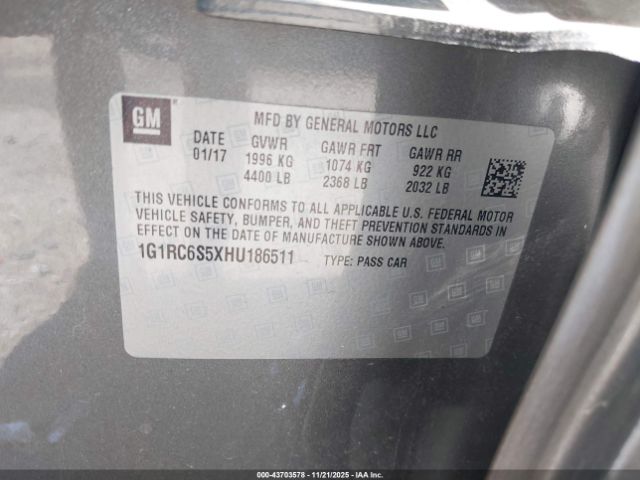 GM
MFD BY GENERAL MOTORS LLC
DATE GVWR GAWR FRT GAWR RR
01/17 1996 KG 1074 KG 922 KG
4400 LB 2368 LB 2032 LB
THIS VEHICLE CONFORMS TO ALL APPLICABLE U.S. FEDERAL MOTOR
VEHICLE SAFETY, BUMPER, AND THEFT PREVENTION STANDARDS IN
EFFECT ON THE DATE OF MANUFACTURE SHOWN ABOVE.
1G1RC6S5XHU186511 TYPE: PASS CAR
000-43703578 - 11/21/2025 - IAA Inc.